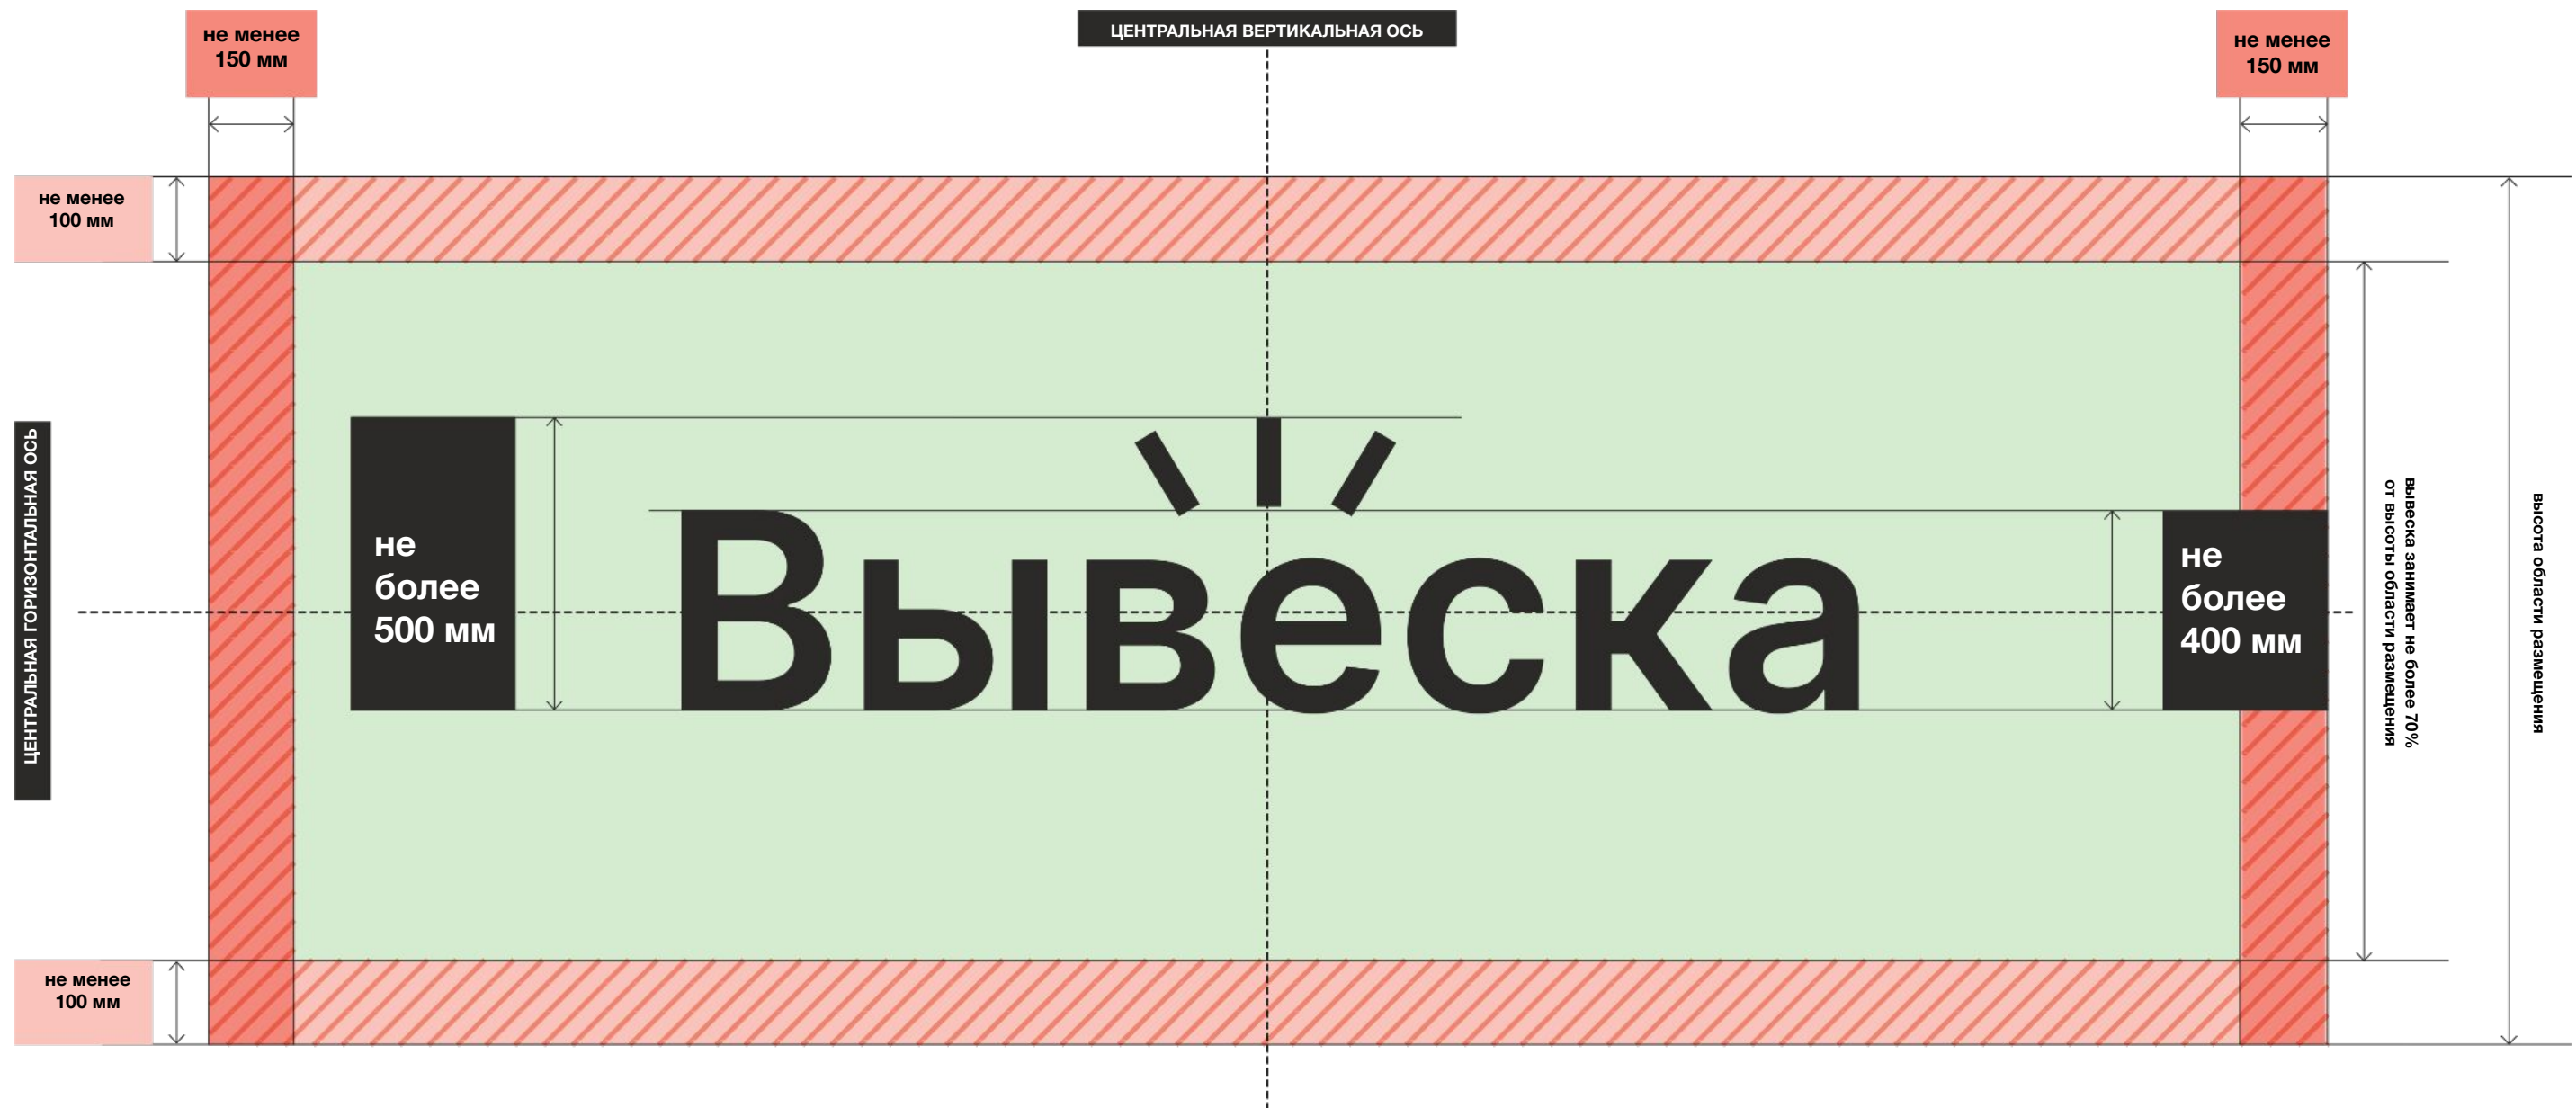 не менее
150 мм
ЦЕНТРАЛЬНАЯ ВЕРТИКАЛЬНАЯ ОСЬ
не менее
150 мм
не менее
100 мм
ЦЕНТРАЛЬНАЯ ГОРИЗОНТАЛЬНАЯ ОСЬ
не
более
500 мм
Вывеска
не
более
400 мм
вывеска занимает не более 70%
от высоты области размещения
высота области размещения
не менее
100 мм